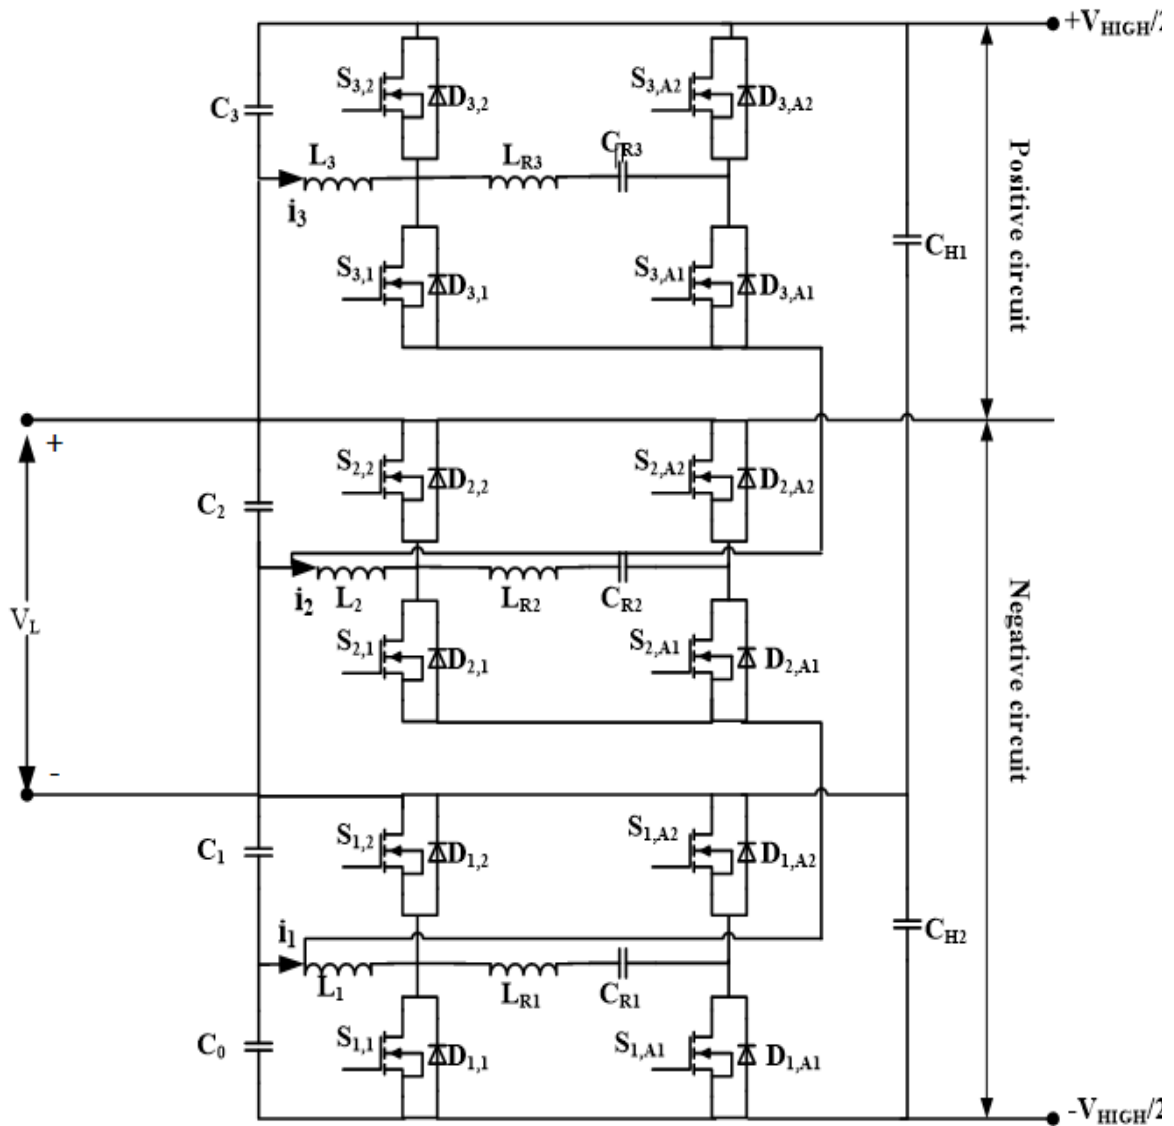 +V_HIGH/2
S_3,2
D_3,2
S_3,A2
D_3,A2
C_3
L_3
L_R3
C_R3
i_3
S_3,1
D_3,1
S_3,A1
D_3,A1
C_H1
Positive circuit
+
S_2,2
D_2,2
S_2,A2
D_2,A2
C_2
i_2
L_2
L_R2
C_R2
V_L
S_2,1
D_2,1
S_2,A1
D_2,A1
Negative circuit
-
S_1,2
D_1,2
S_1,A2
D_1,A2
C_1
C_H2
i_1
L_1
L_R1
C_R1
C_0
S_1,1
D_1,1
S_1,A1
D_1,A1
-V_HIGH/2